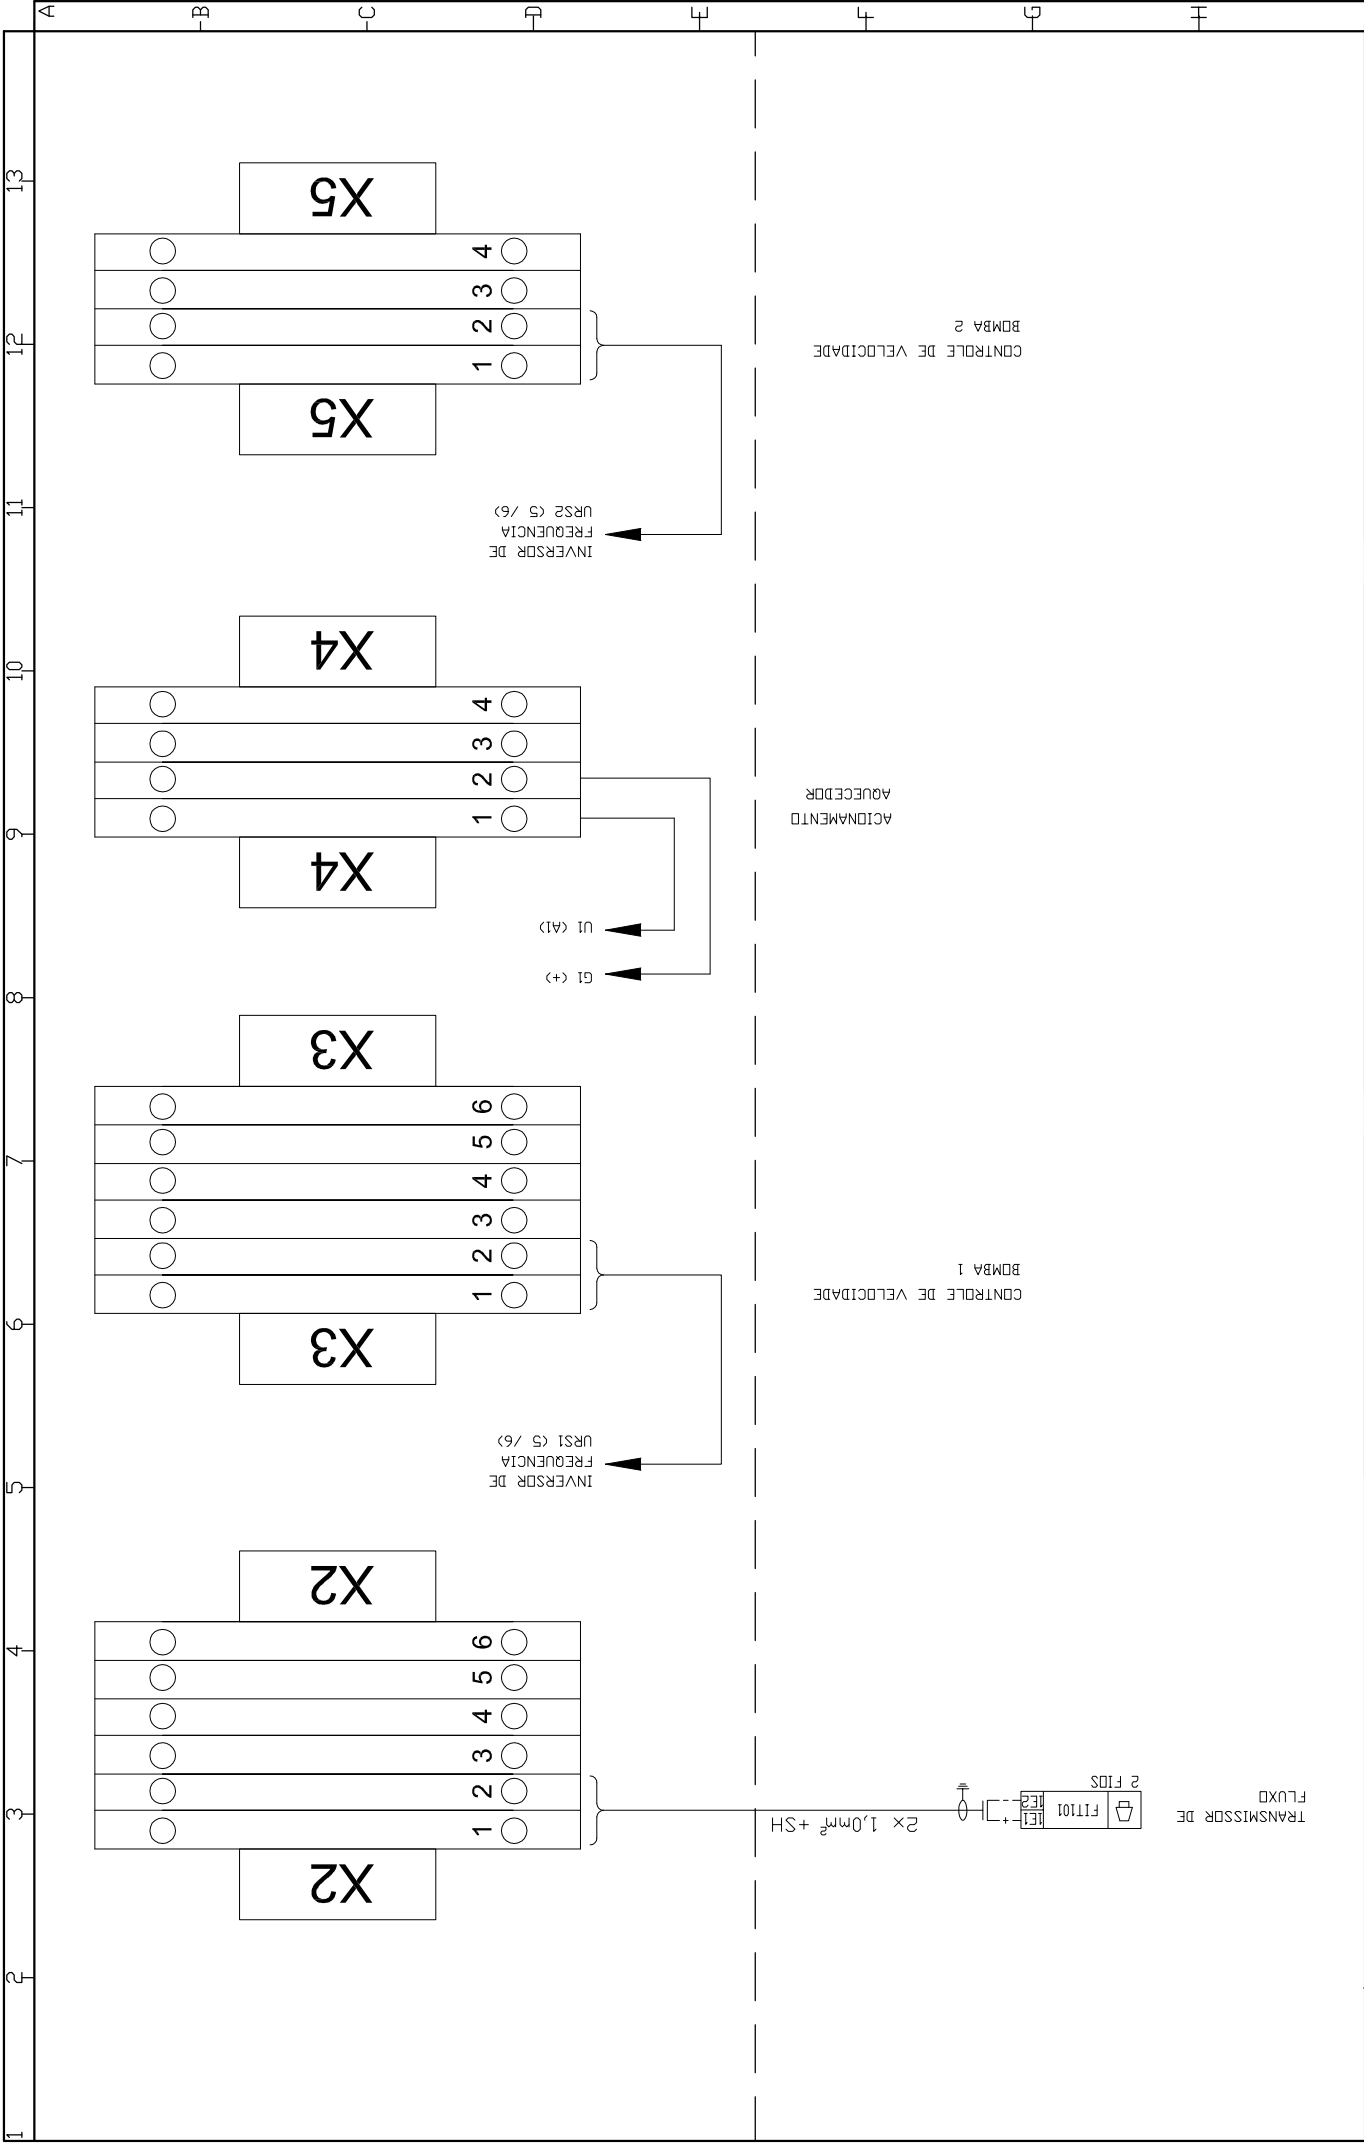 A
B
C
D
E
F
G
H
13
12
11
10
9
8
7
6
5
4
3
2
1
X5
4
3
2
1
X5
INVERSOR DE
FREQUENCIA
URS2 (5 /6)
CONTROLE DE VELOCIDADE
BOMBA 2
X4
4
3
2
1
X4
U1 (A1)
G1 (+)
ACIONAMENTO
AQUECEDOR
X3
6
5
4
3
2
1
X3
INVERSOR DE
FREQUENCIA
URS1 (5 /6)
CONTROLE DE VELOCIDADE
BOMBA 1
X2
6
5
4
3
2
1
X2
2x 1,0mm² +SH
+
-
1E1
1E2
FIT101
2 FIOS
TRANSMISSOR DE
FLUXO